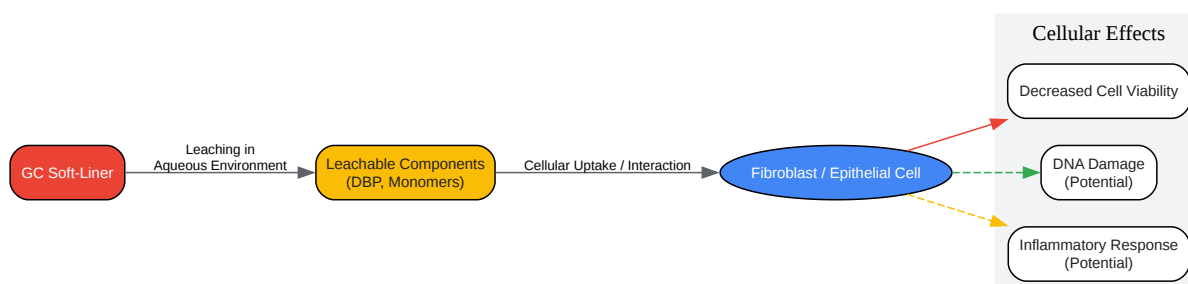 Cellular Effects
Decreased Cell Viability
GC Soft-Liner
Leaching in
Aqueous Environment
Leachable Components
(DBP, Monomers)
Cellular Uptake / Interaction
Fibroblast / Epithelial Cell
DNA Damage
(Potential)
Inflammatory Response
(Potential)